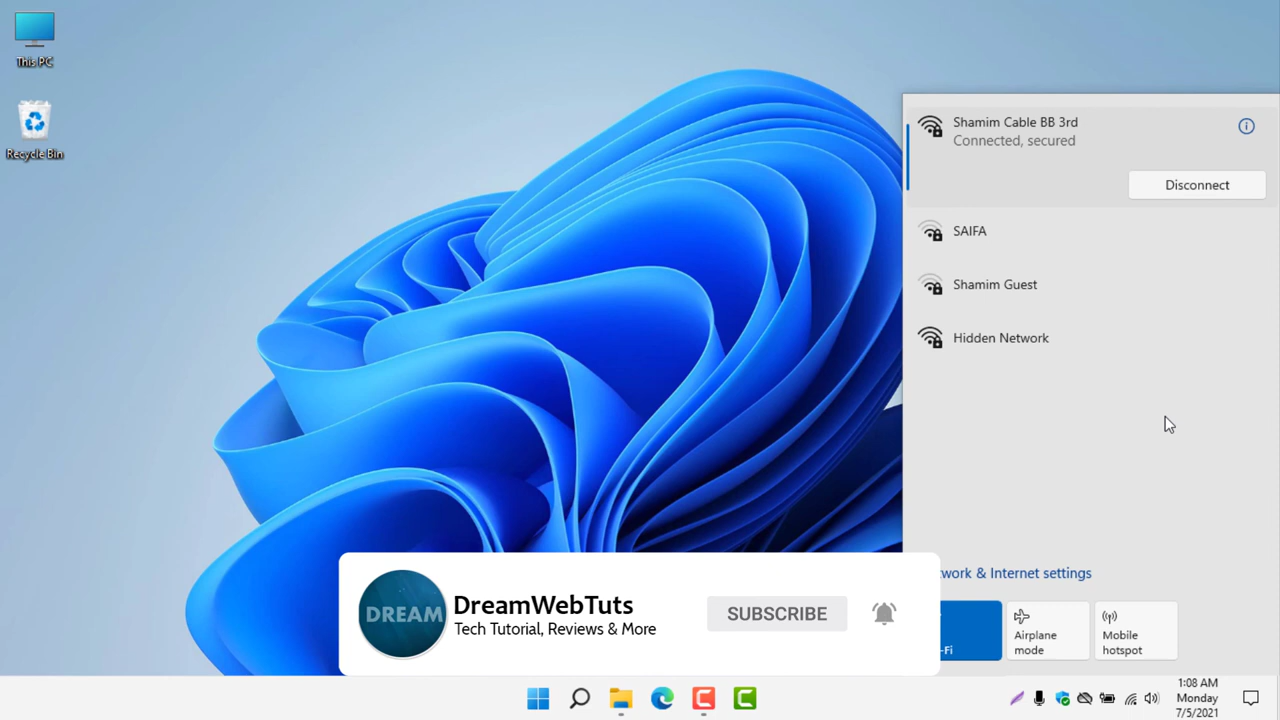 This PC
Recycle Bin
Shamim Cable BB 3rd
Connected, secured
Disconnect
SAIFA
Shamim Guest
Hidden Network
work & Internet settings
-Fi
Airplane
mode
Mobile
hotspot
DREAM
DreamWebTuts
Tech Tutorial, Reviews & More
SUBSCRIBE
1:08 AM
Monday
7/5/2021